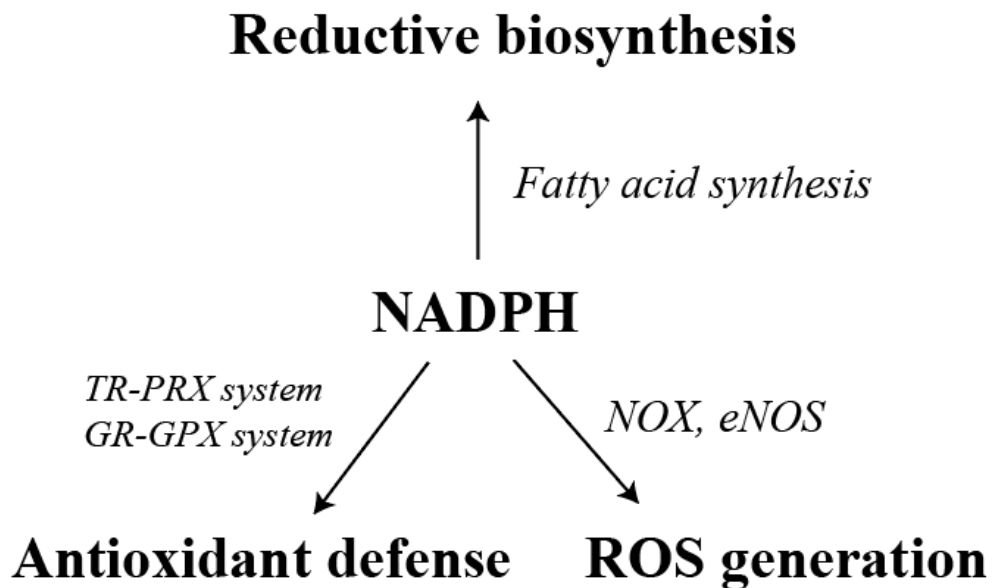 Reductive biosynthesis
Fatty acid synthesis
NADPH
TR-PRX system
GR-GPX system
NOX, eNOS
Antioxidant defense
ROS generation